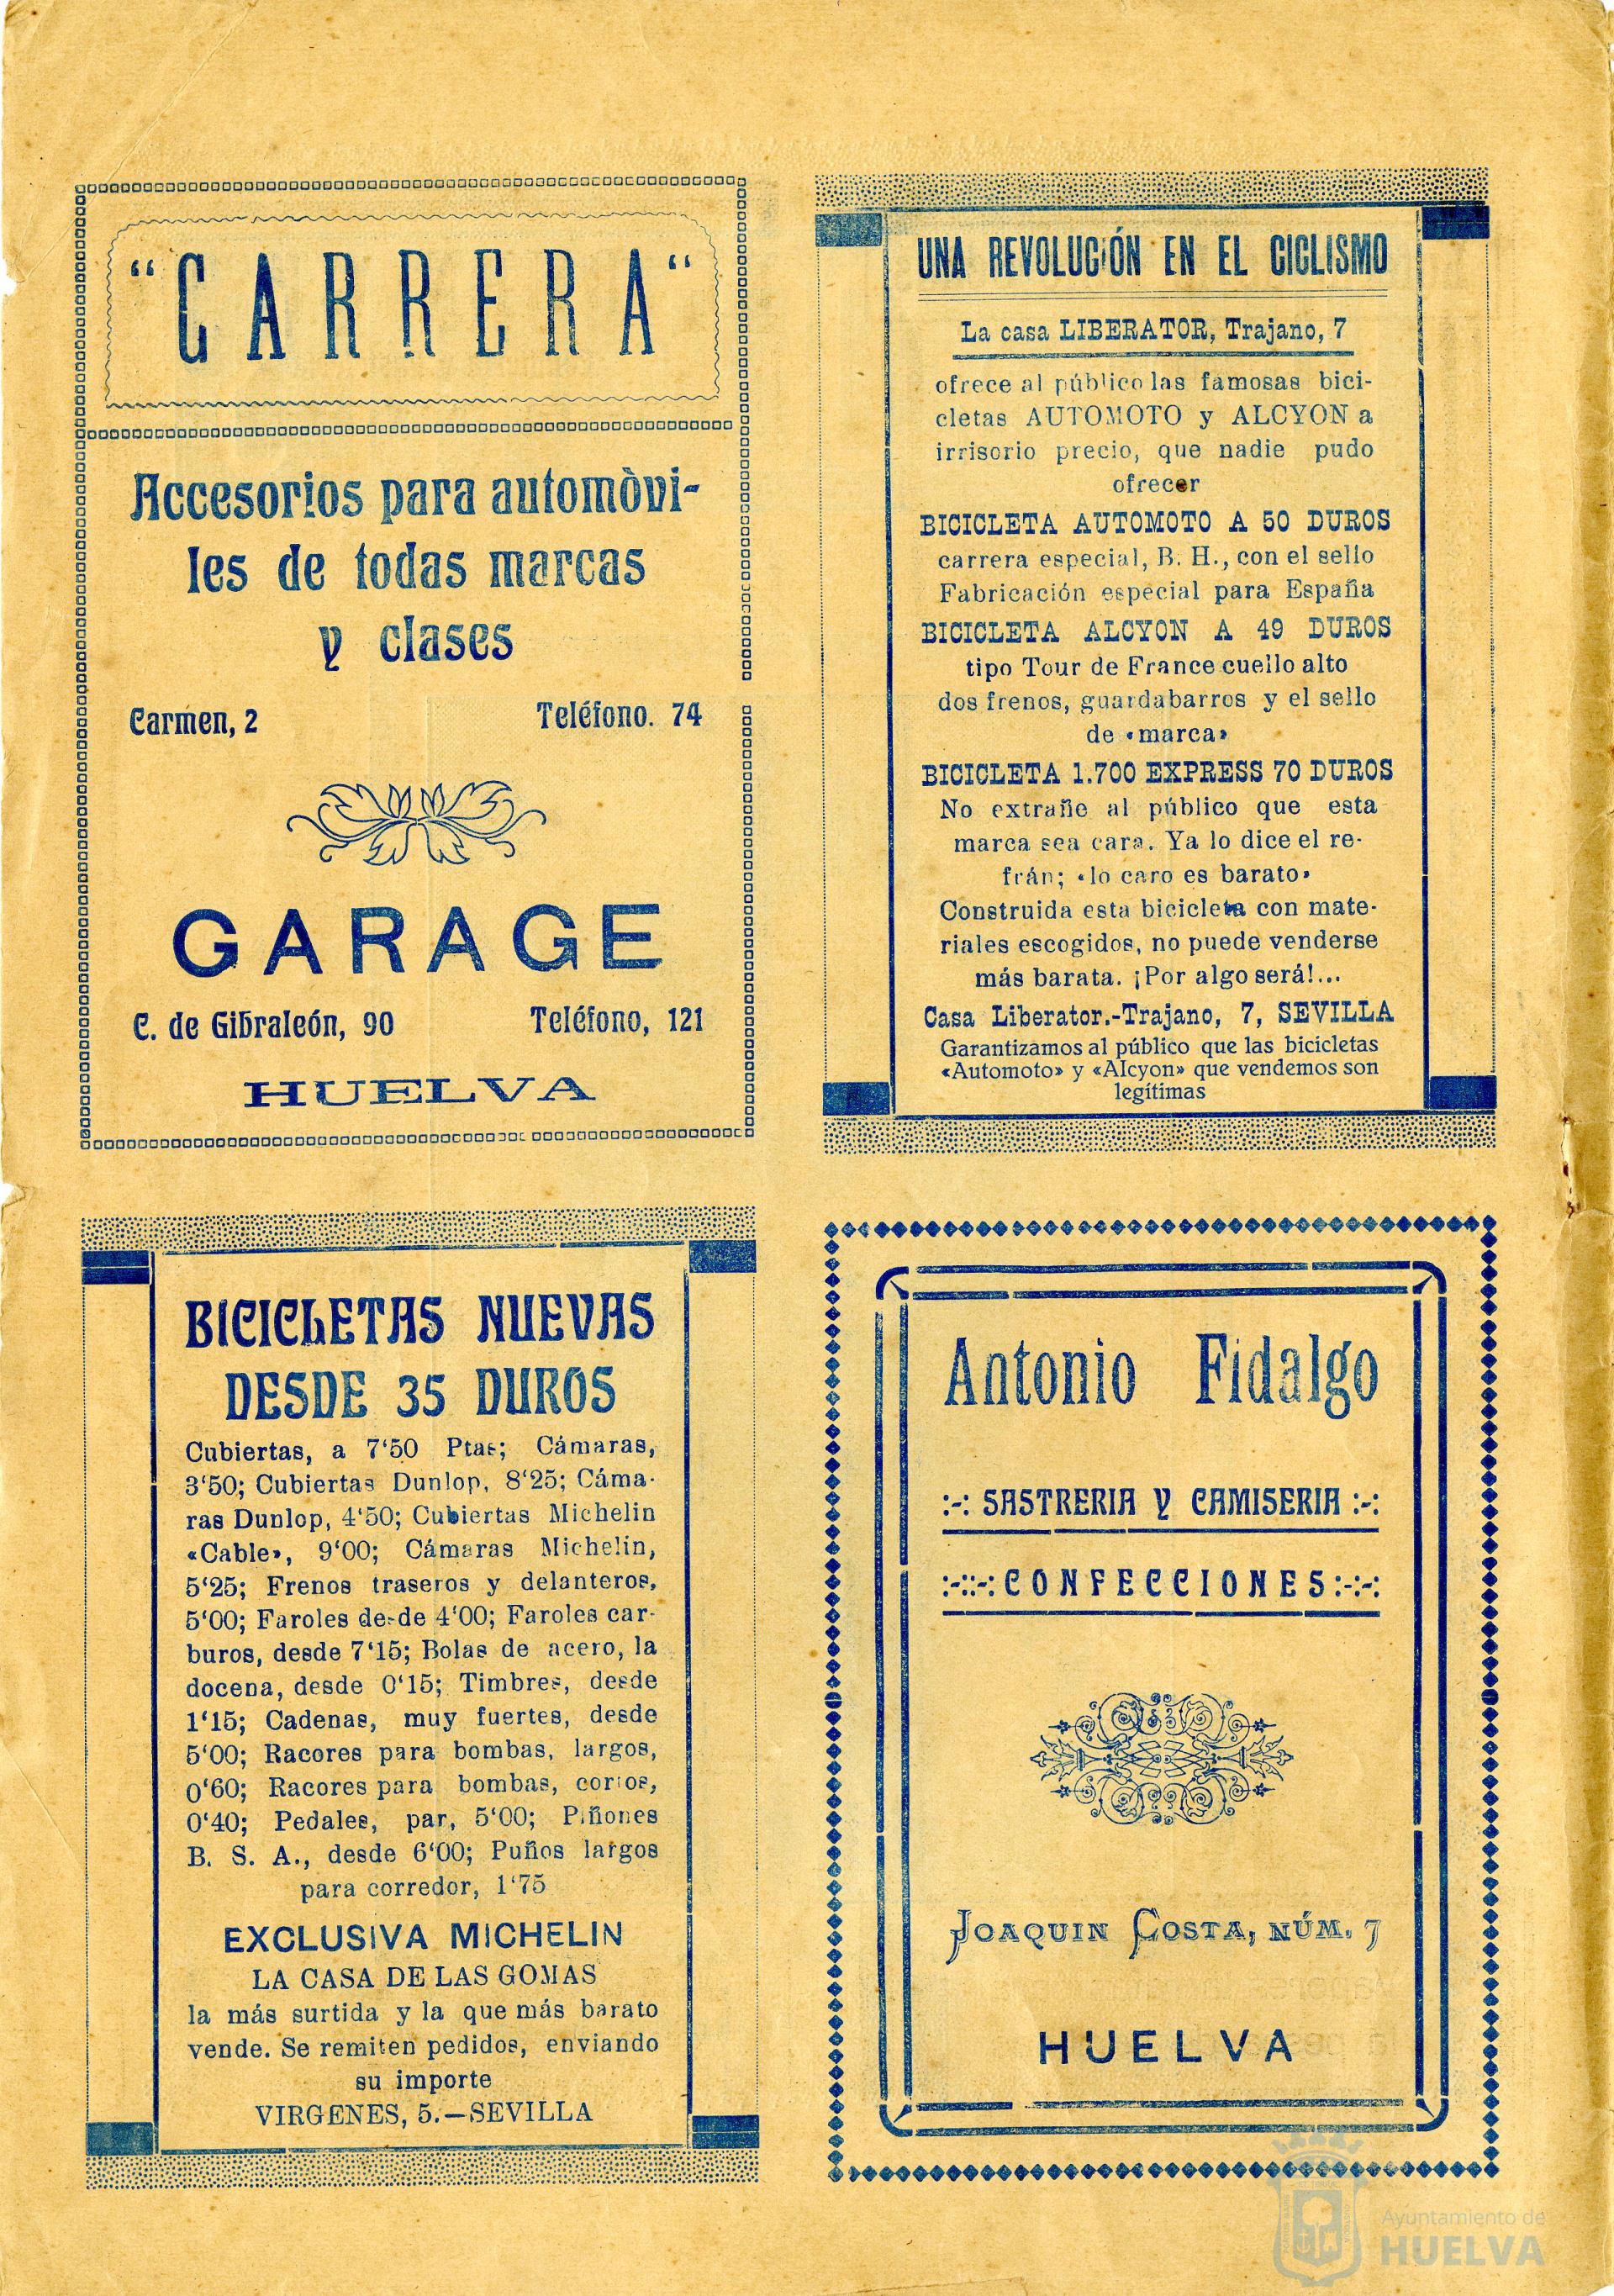 “CARRERA“
Accesorios para automòvi-
les de todas marcas
y clases
Carmen, 2 Teléfono. 74
GARAGE
C. de Gibraleón, 90 Teléfono, 121
HUELVA
UNA REVOLUCIÓN EN EL CICLISMO
La casa LIBERATOR, Trajano, 7
ofrece al público las famosas bici-
cletas AUTOMOTO y ALCYON a
irrisorio precio, que nadie pudo
ofrecer
BICICLETA AUTOMOTO A 50 DUROS
carrera especial, B. H., con el sello
Fabricación especial para España
BICICLETA ALCYON A 49 DUROS
tipo Tour de France cuello alto
dos frenos, guardabarros y el sello
de «marca»
BICICLETA 1.700 EXPRESS 70 DUROS
No extrañe al público que esta
marca sea cara. Ya lo dice el re-
frán; «lo caro es barato»
Construida esta bicicleta con mate-
riales escogidos, no puede venderse
más barata. ¡Por algo será!...
Casa Liberator.-Trajano, 7, SEVILLA
Garantizamos al público que las bicicletas
«Automoto» y «Alcyon» que vendemos son
legítimas
BICICLETAS NUEVAS
DESDE 35 DUROS
Cubiertas, a 7‘50 Ptas; Cámaras,
3‘50; Cubiertas Dunlop, 8‘25; Cáma-
ras Dunlop, 4‘50; Cubiertas Michelin
«Cable», 9‘00; Cámaras Michelin,
5‘25; Frenos traseros y delanteros,
5‘00; Faroles desde 4‘00; Faroles car-
buros, desde 7‘15; Bolas de acero, la
docena, desde 0‘15; Timbres, desde
1‘15; Cadenas, muy fuertes, desde
5‘00; Racores para bombas, largos,
0‘60; Racores para bombas, cortos,
0‘40; Pedales, par, 5‘00; Piñones
B. S. A., desde 6‘00; Puños largos
para corredor, 1‘75
EXCLUSIVA MICHELIN
LA CASA DE LAS GOMAS
la más surtida y la que más barato
vende. Se remiten pedidos, enviando
su importe
VIRGENES, 5.—SEVILLA
Antonio Fidalgo
:-: SASTRERIA Y CAMISERIA :-:
:-::-: CONFECCIONES :-:-:
JOAQUIN COSTA, NÚM. 7
HUELVA
Ayuntamiento de
HUELVA